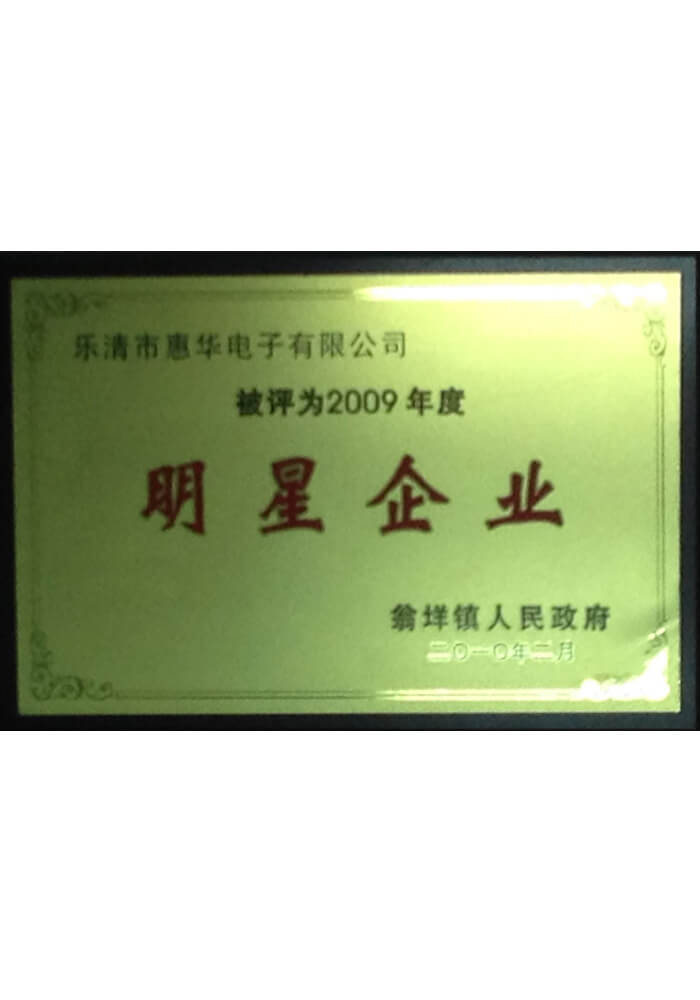 乐清市惠华电子有限公司
被评为2009年度
明星企业
翁垟镇人民政府
二〇一〇年二月